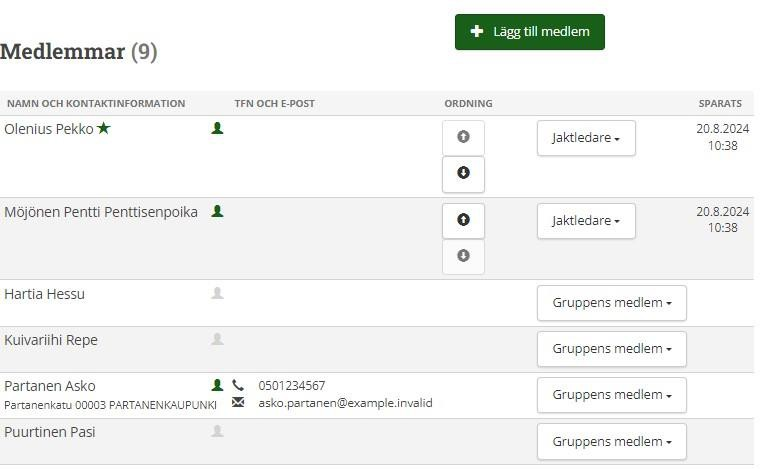 Lägg till medlem
Medlemmar (9)
NAMN OCH KONTAKTINFORMATION TFN OCH E-POST ORDNING SPARATS
Olenius Pekko Jaktledare 20.8.2024
10:38
Möjönen Pentti Penttisenpoika Jaktledare 20.8.2024
10:38
Hartia Hessu Gruppens medlem
Kuivariihi Repe Gruppens medlem
Partanen Asko 0501234567 Gruppens medlem
Partanenkatu 00003 PARTANENKAUPUNKI asko.partanen@example.invalid
Puurtinen Pasi Gruppens medlem